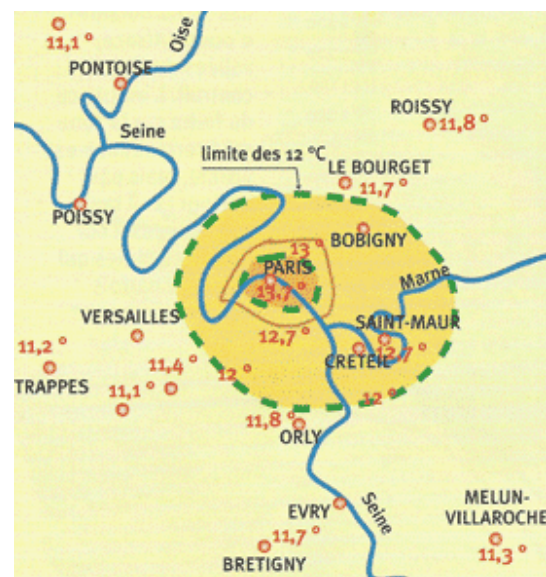 11,1 °
Oise
PONTOISE
ROISSY
11,8 °
Seine
limite des 12 °C
LE BOURGET
11,7 °
POISSY
BOBIGNY
13 °
PARIS
13,7 °
Marne
VERSAILLES
12,7 °
SAINT-MAUR
12,7 °
CRETEIL
11,2 °
TRAPPES
11,4 °
11,1 °
12 °
12 °
11,8 °
ORLY
EVRY
Seine
MELUN-
VILLAROCHE
11,7 °
BRETIGNY
11,3 °